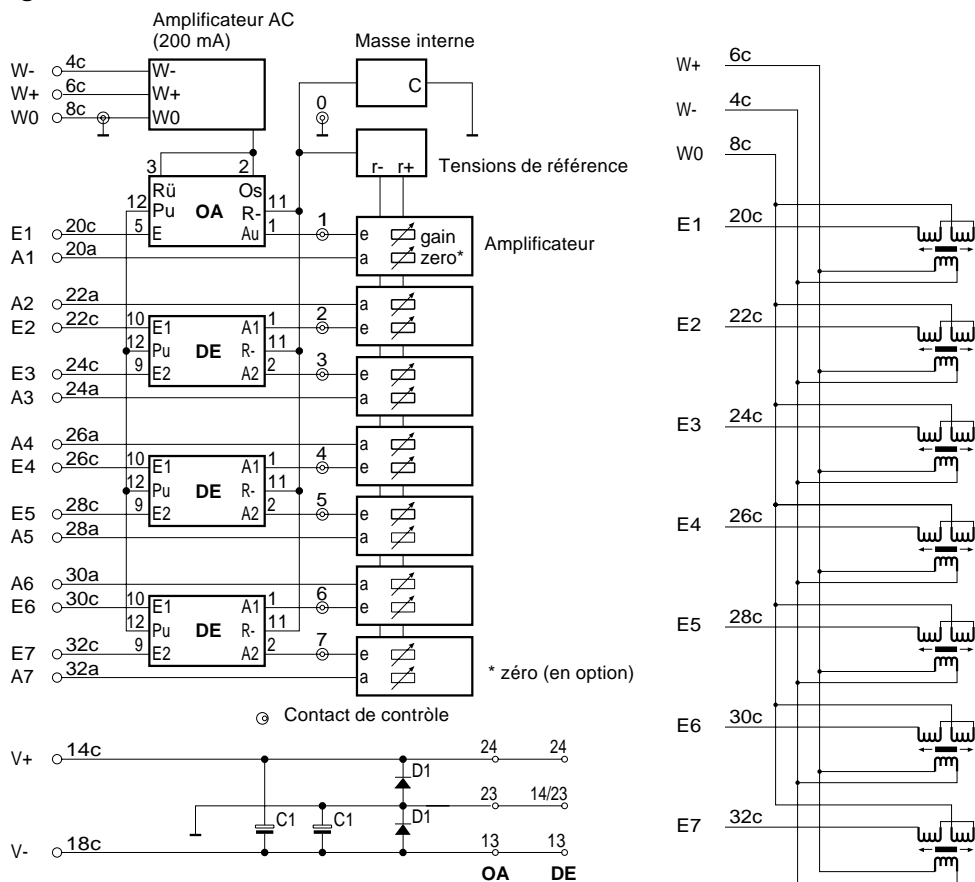 Amplificateur AC
(200 mA)
Masse interne
W- 4c W-
W+ 6c W+
W0 8c W0
C
0
3 2
Tensions de référence
r- r+
Rü Os
12 Pu OA R- 11
E1 20c 5 E Au 1 1 e gain
A1 20a a zero*
Amplificateur
A2 22a a
E2 22c 10 E1 A1 1 2 e
12 Pu DE R- 11
E3 24c 9 E2 A2 2 3 e
A3 24a a
A4 26a a
E4 26c 10 E1 A1 1 4 e
12 Pu DE R- 11
E5 28c 9 E2 A2 2 5 e
A5 28a a
A6 30a a
E6 30c 10 E1 A1 1 6 e
12 Pu DE R- 11
E7 32c 9 E2 A2 2 7 e
A7 32a a
* zéro (en option)
Contact de contrôle
V+ 14c 24 24
D1
23 14/23
C1 C1 D1
V- 18c 13 13
OA DE
W+ 6c
W- 4c
W0 8c
E1 20c
E2 22c
E3 24c
E4 26c
E5 28c
E6 30c
E7 32c